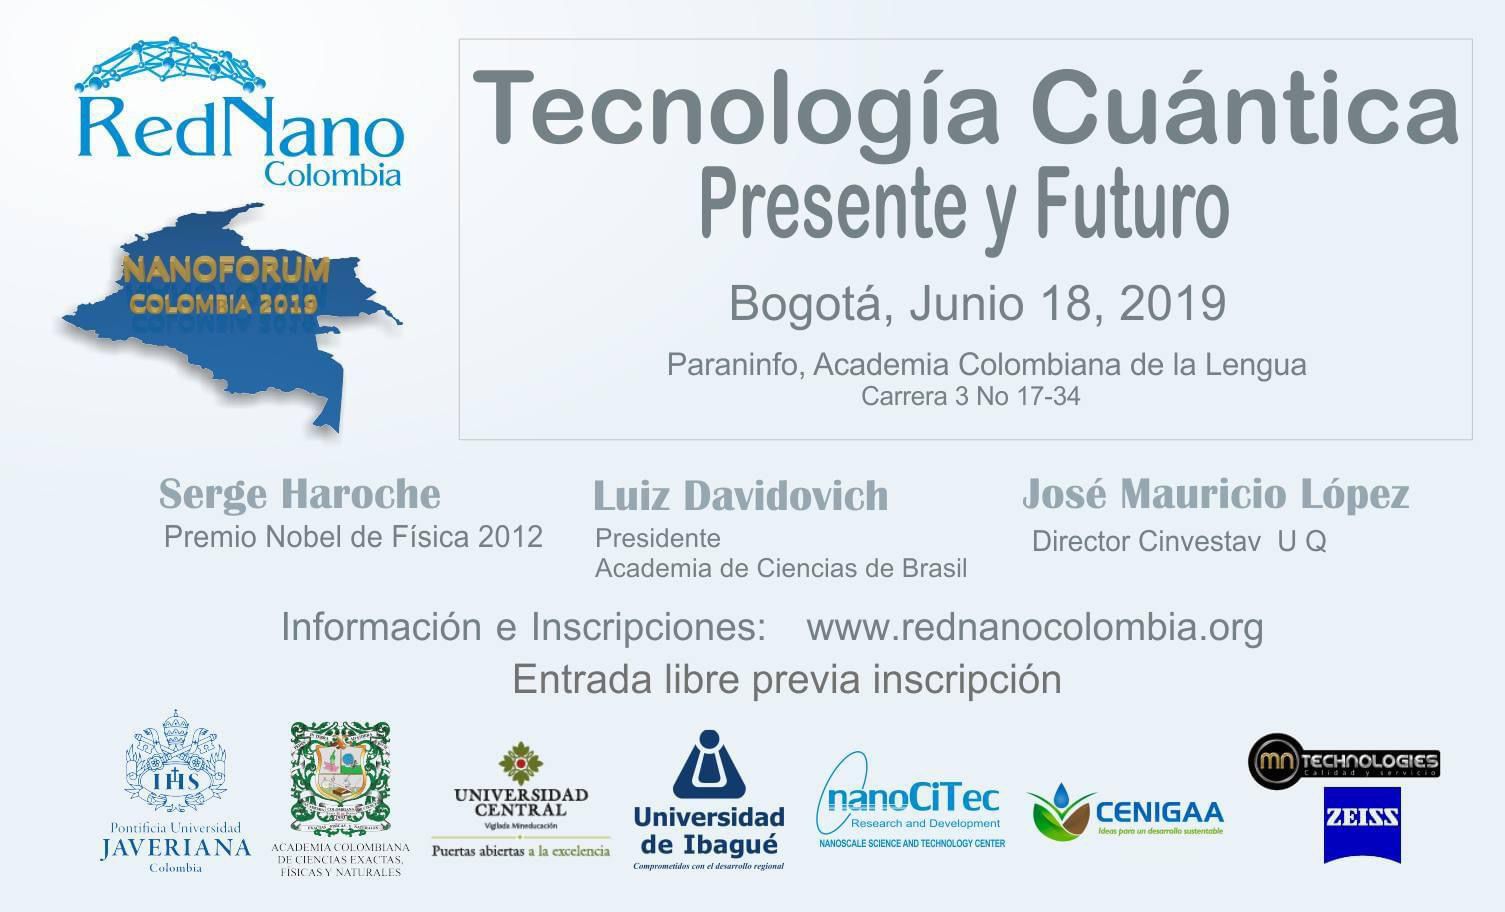 RedNano
Colombia
NANOFORUM
COLOMBIA 2019
Tecnología Cuántica
Presente y Futuro
Bogotá, Junio 18, 2019
Paraninfo, Academia Colombiana de la Lengua
Carrera 3 No 17-34
Serge Haroche
Premio Nobel de Física 2012
Luiz Davidovich
Presidente
Academia de Ciencias de Brasil
José Mauricio López
Director Cinvestav U Q
Información e Inscripciones: www.rednanocolombia.org
Entrada libre previa inscripción
IHS
Pontificia Universidad
JAVERIANA
Colombia
ACADEMIA COLOMBIANA
DE CIENCIAS EXACTAS,
FÍSICAS Y NATURALES
UNIVERSIDAD
CENTRAL
Vigilada Mineducación
Puertas abiertas a la excelencia
Universidad
de Ibagué
Comprometidos con el desarrollo regional
nanoCiTec
Research and Development
NANOSCALE SCIENCE AND TECHNOLOGY CENTER
CENIGAA
Ideas para un desarrollo sustentable
mn TECHNOLOGIES
Calidad y servicio
ZEISS